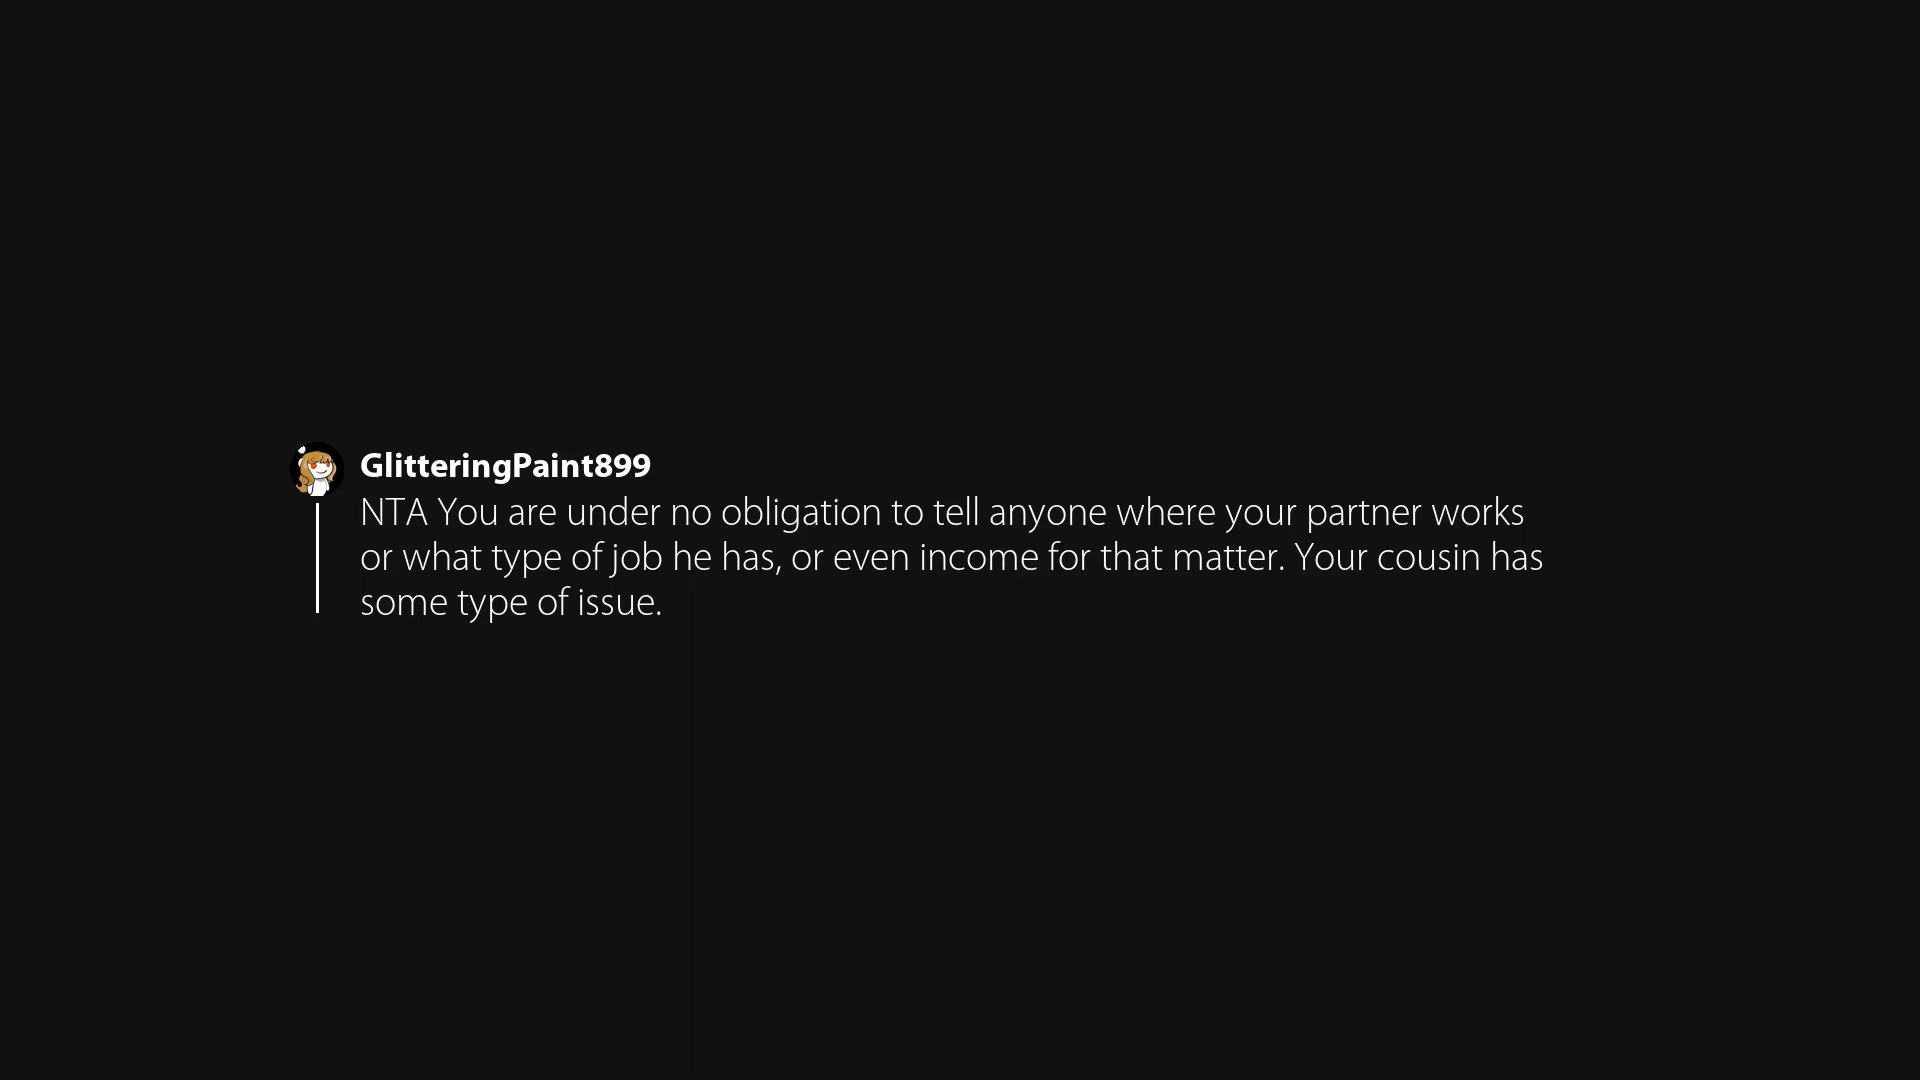 GlitteringPaint899
NTA You are under no obligation to tell anyone where your partner works
or what type of job he has, or even income for that matter. Your cousin has
some type of issue.